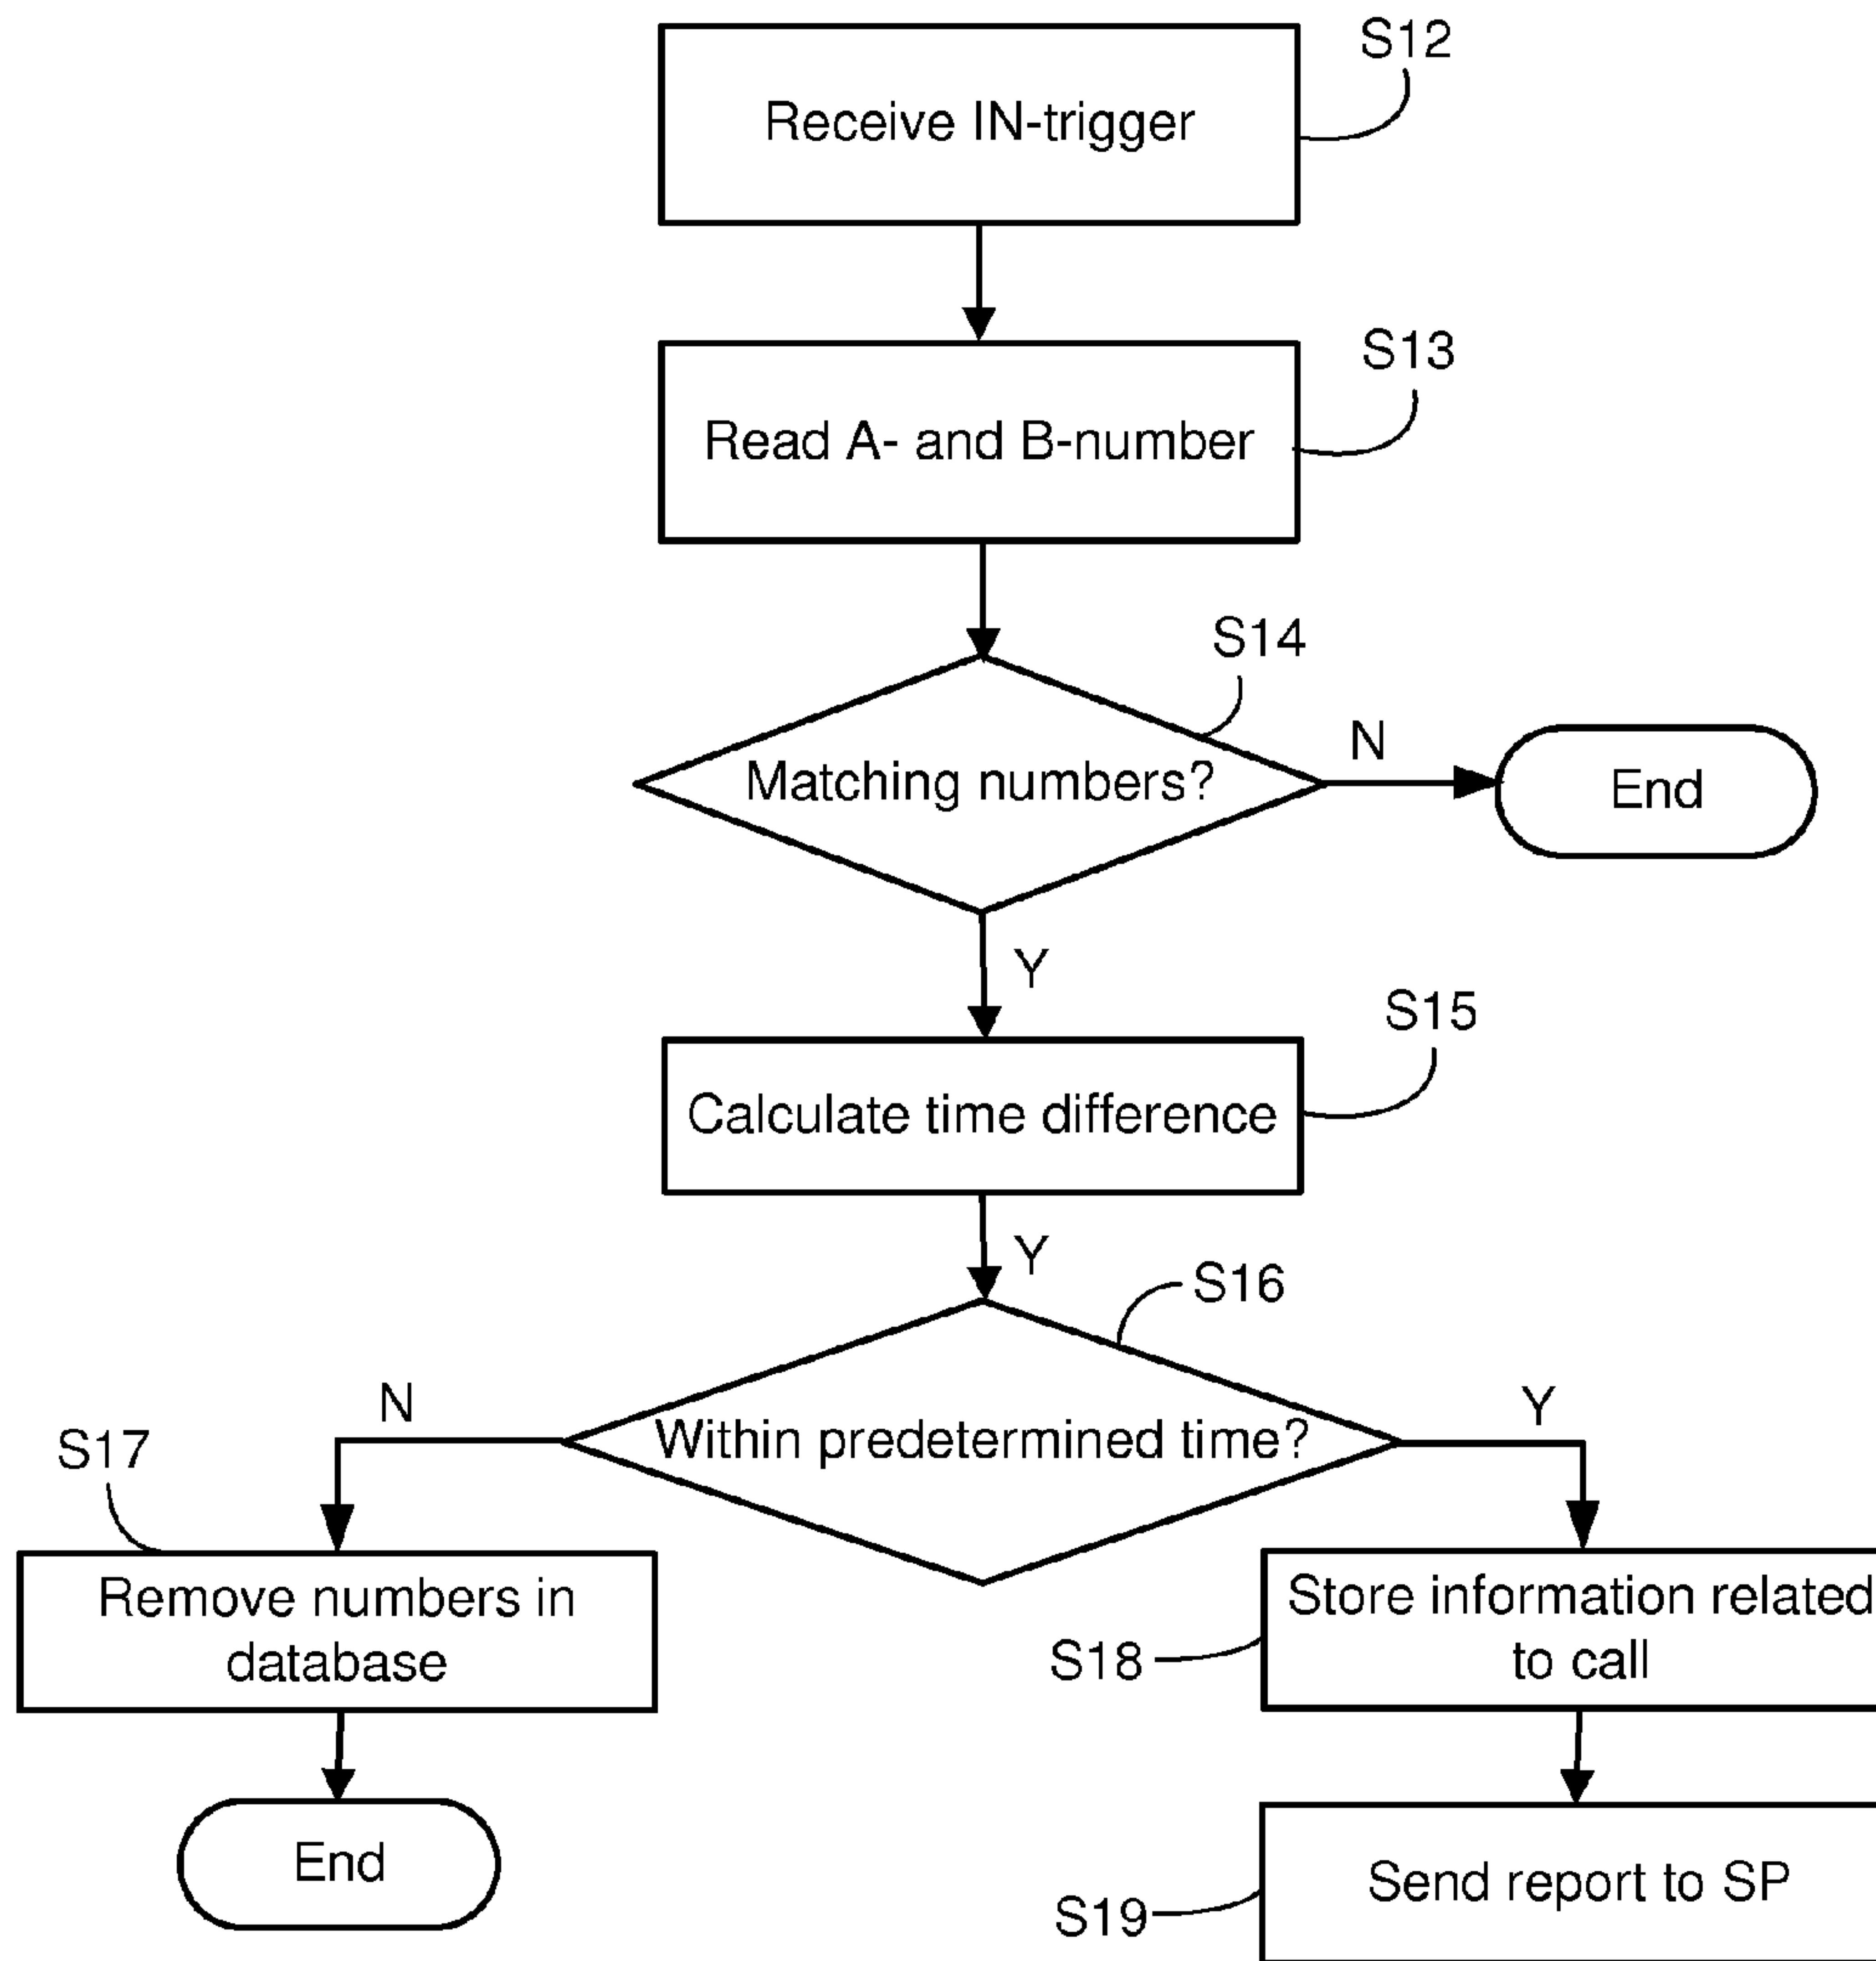 S12
Receive IN-trigger
S13
Read A- and B-number
S14
Matching numbers?
N
End
Y
S15
Calculate time difference
Y
S16
Within predetermined time?
N
Y
S17
Remove numbers in
database
Store information related
to call
S18
End
Send report to SP
S19